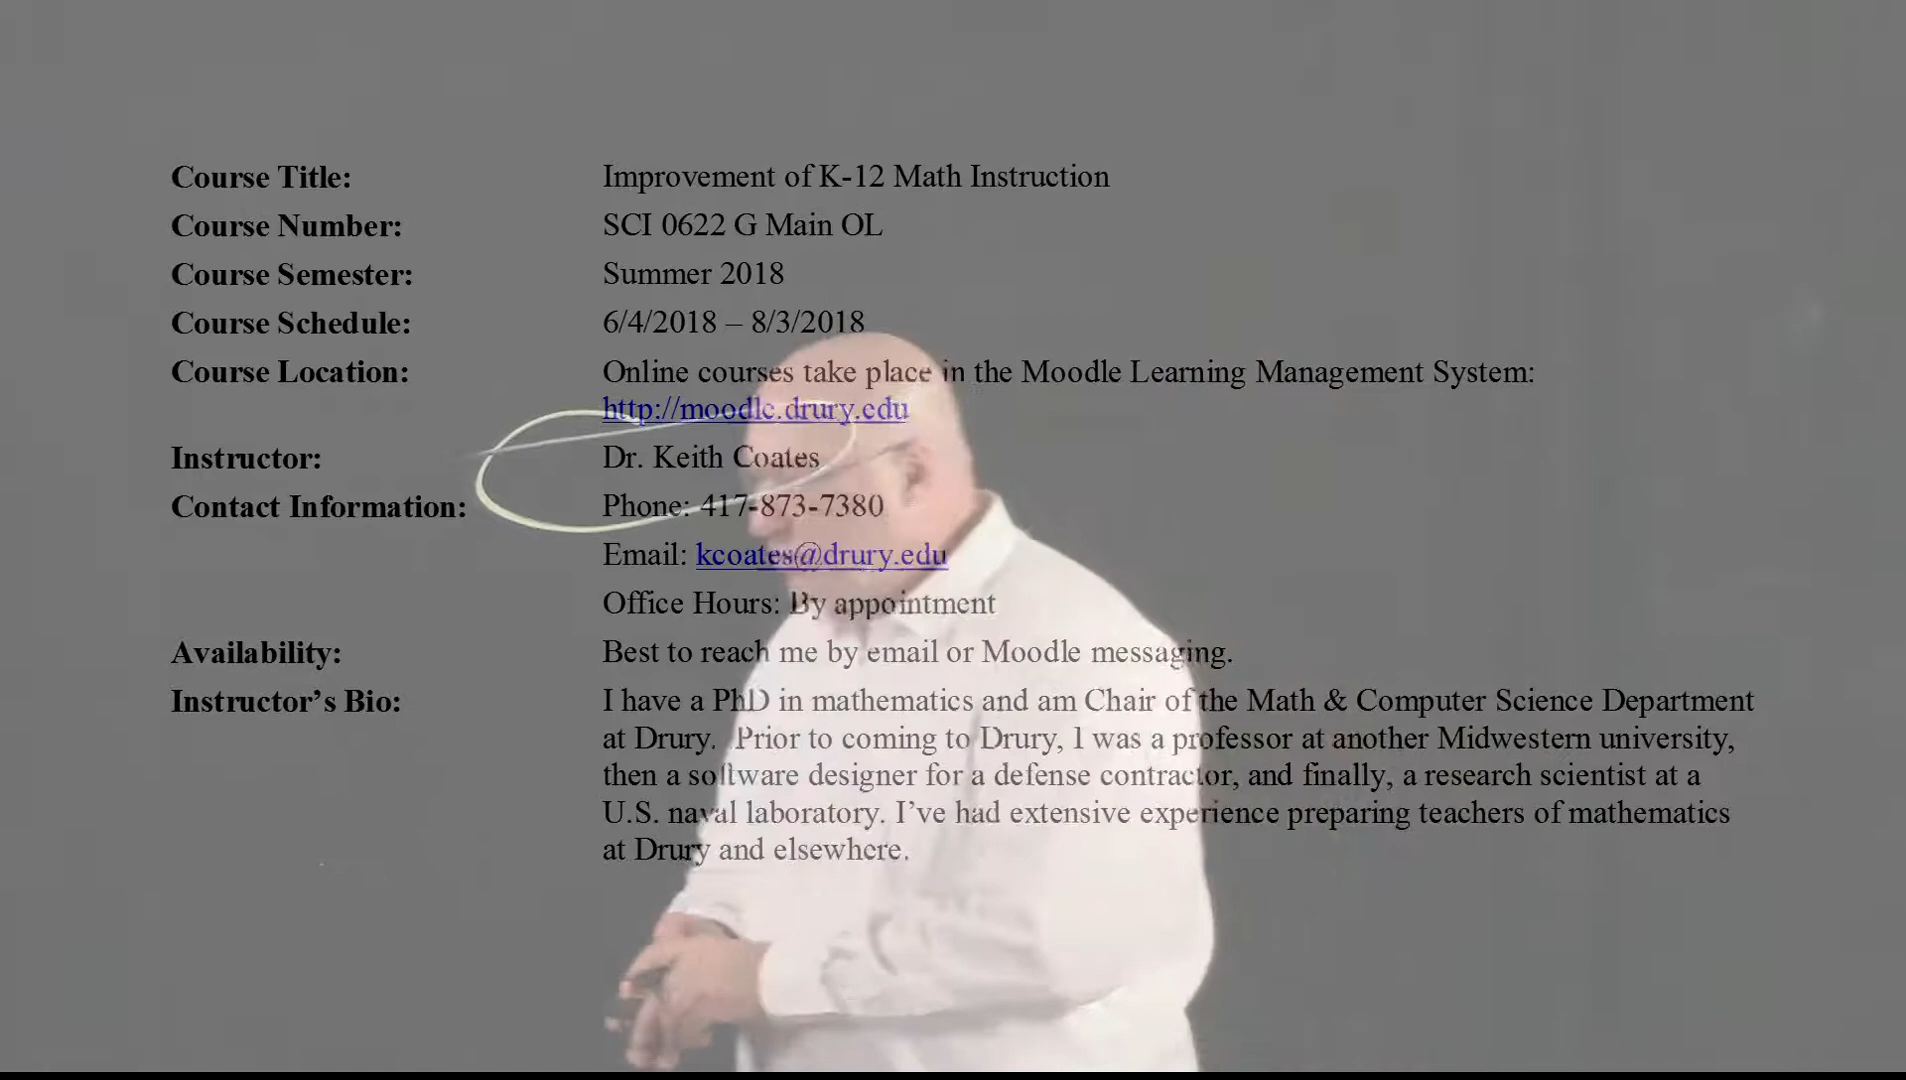 Course Title: Improvement of K-12 Math Instruction
Course Number: SCI 0622 G Main OL
Course Semester: Summer 2018
Course Schedule: 6/4/2018 – 8/3/2018
Course Location: Online courses take place in the Moodle Learning Management System:
http://moodle.drury.edu
Instructor: Dr. Keith Coates
Contact Information: Phone: 417-873-7380
Email: kcoates@drury.edu
Office Hours: By appointment
Availability: Best to reach me by email or Moodle messaging.
Instructor’s Bio: I have a PhD in mathematics and am Chair of the Math & Computer Science Department
at Drury. Prior to coming to Drury, I was a professor at another Midwestern university,
then a software designer for a defense contractor, and finally, a research scientist at a
U.S. naval laboratory. I’ve had extensive experience preparing teachers of mathematics
at Drury and elsewhere.